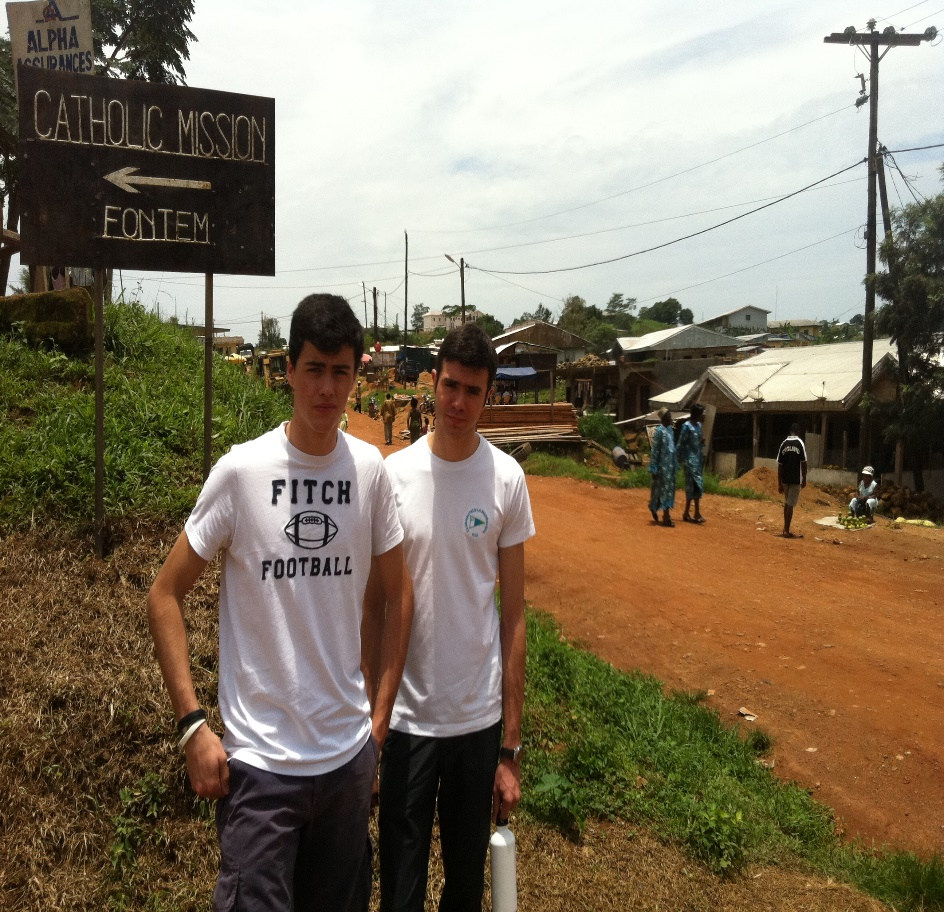 ALPHA
ASSURANCES
CATHOLIC MISSION
FONTEM
FITCH
FOOTBALL